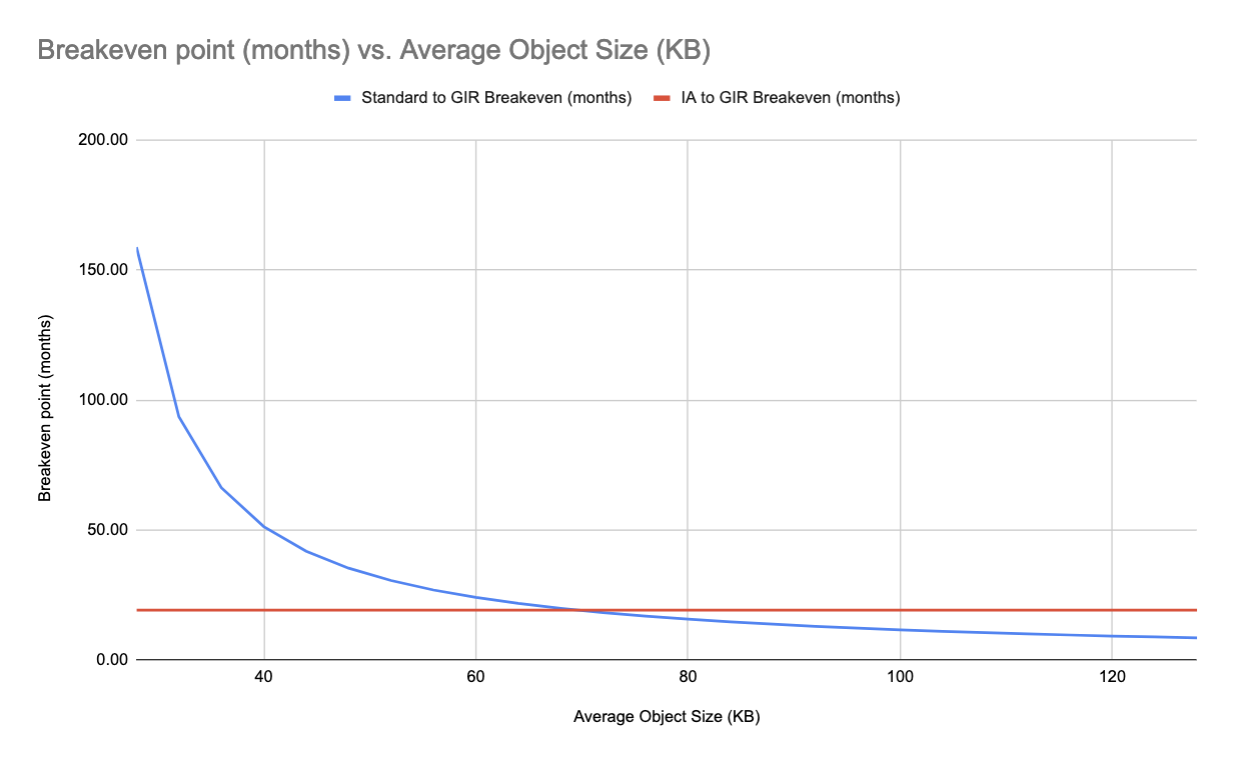 Breakeven point (months) vs. Average Object Size (KB)
Standard to GIR Breakeven (months) IA to GIR Breakeven (months)
200.00
150.00
100.00
50.00
0.00
Breakeven point (months)
40 60 80 100 120
Average Object Size (KB)